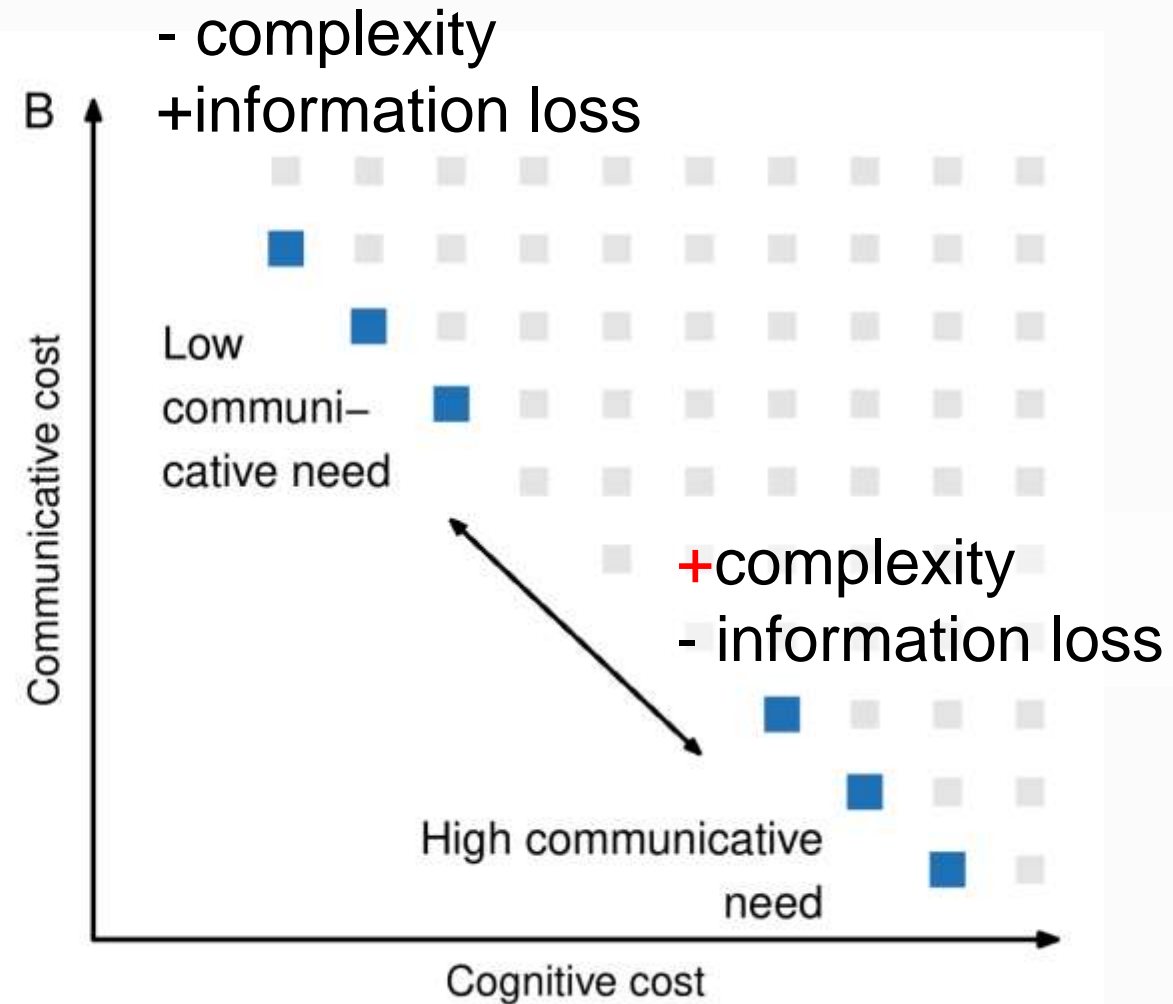 - complexity
+information loss
B
Communicative cost
Low
communi–
cative need
+complexity
- information loss
High communicative
need
Cognitive cost